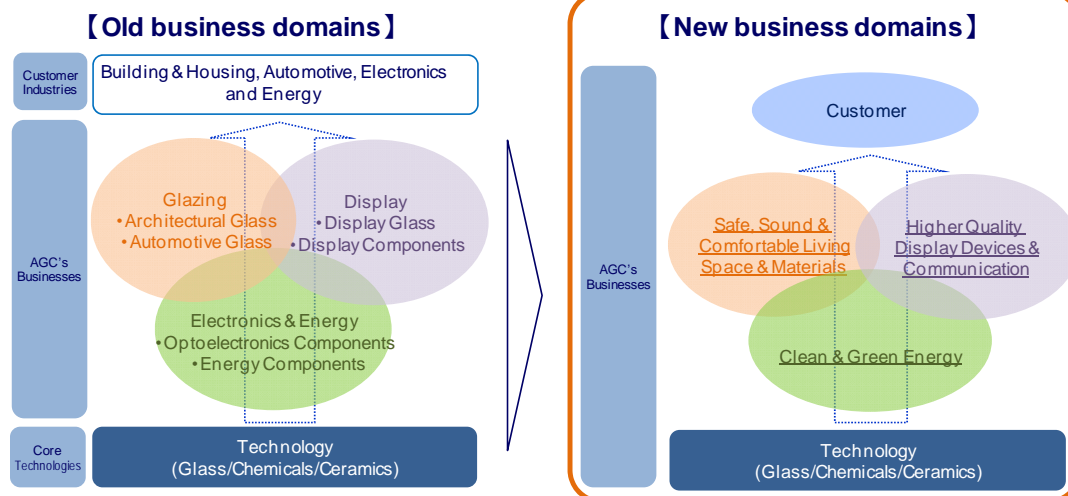 【Old business domains】
Customer
Industries
Building & Housing, Automotive, Electronics
and Energy
AGC's
Businesses
Glazing
•Architectural Glass
•Automotive Glass
Display
•Display Glass
•Display Components
Electronics & Energy
•Optoelectronics Components
•Energy Components
Core
Technologies
Technology
(Glass/Chemicals/Ceramics)
【New business domains】
AGC's
Businesses
Customer
Safe, Sound &
Comfortable Living
Space & Materials
Higher Quality
Display Devices &
Communication
Clean & Green Energy
Technology
(Glass/Chemicals/Ceramics)